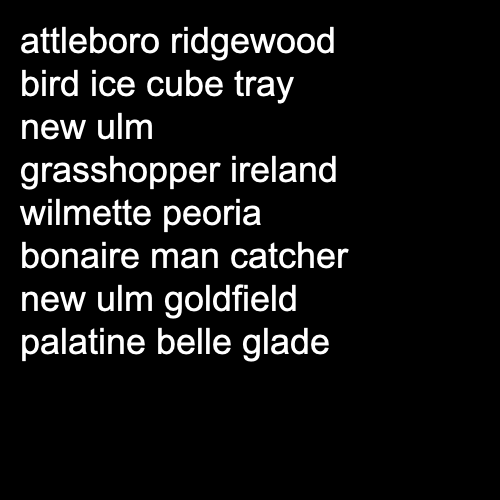 attleboro ridgewood
bird ice cube tray
new ulm
grasshopper ireland
wilmette peoria
bonaire man catcher
new ulm goldfield
palatine belle glade